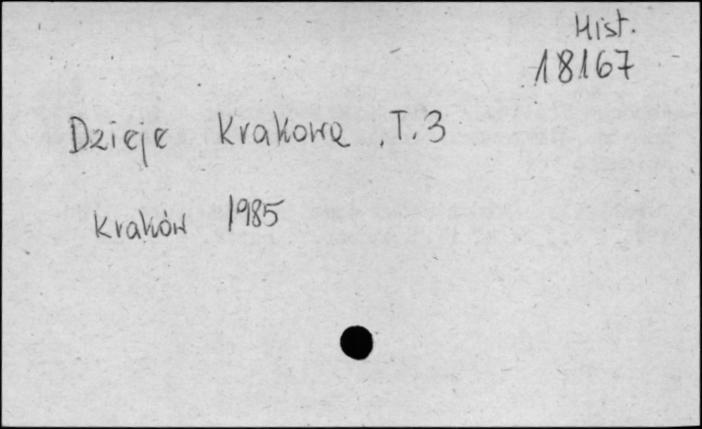 Hist.
18167
Dzieje Krakowa, T. 3
Kraków 1985